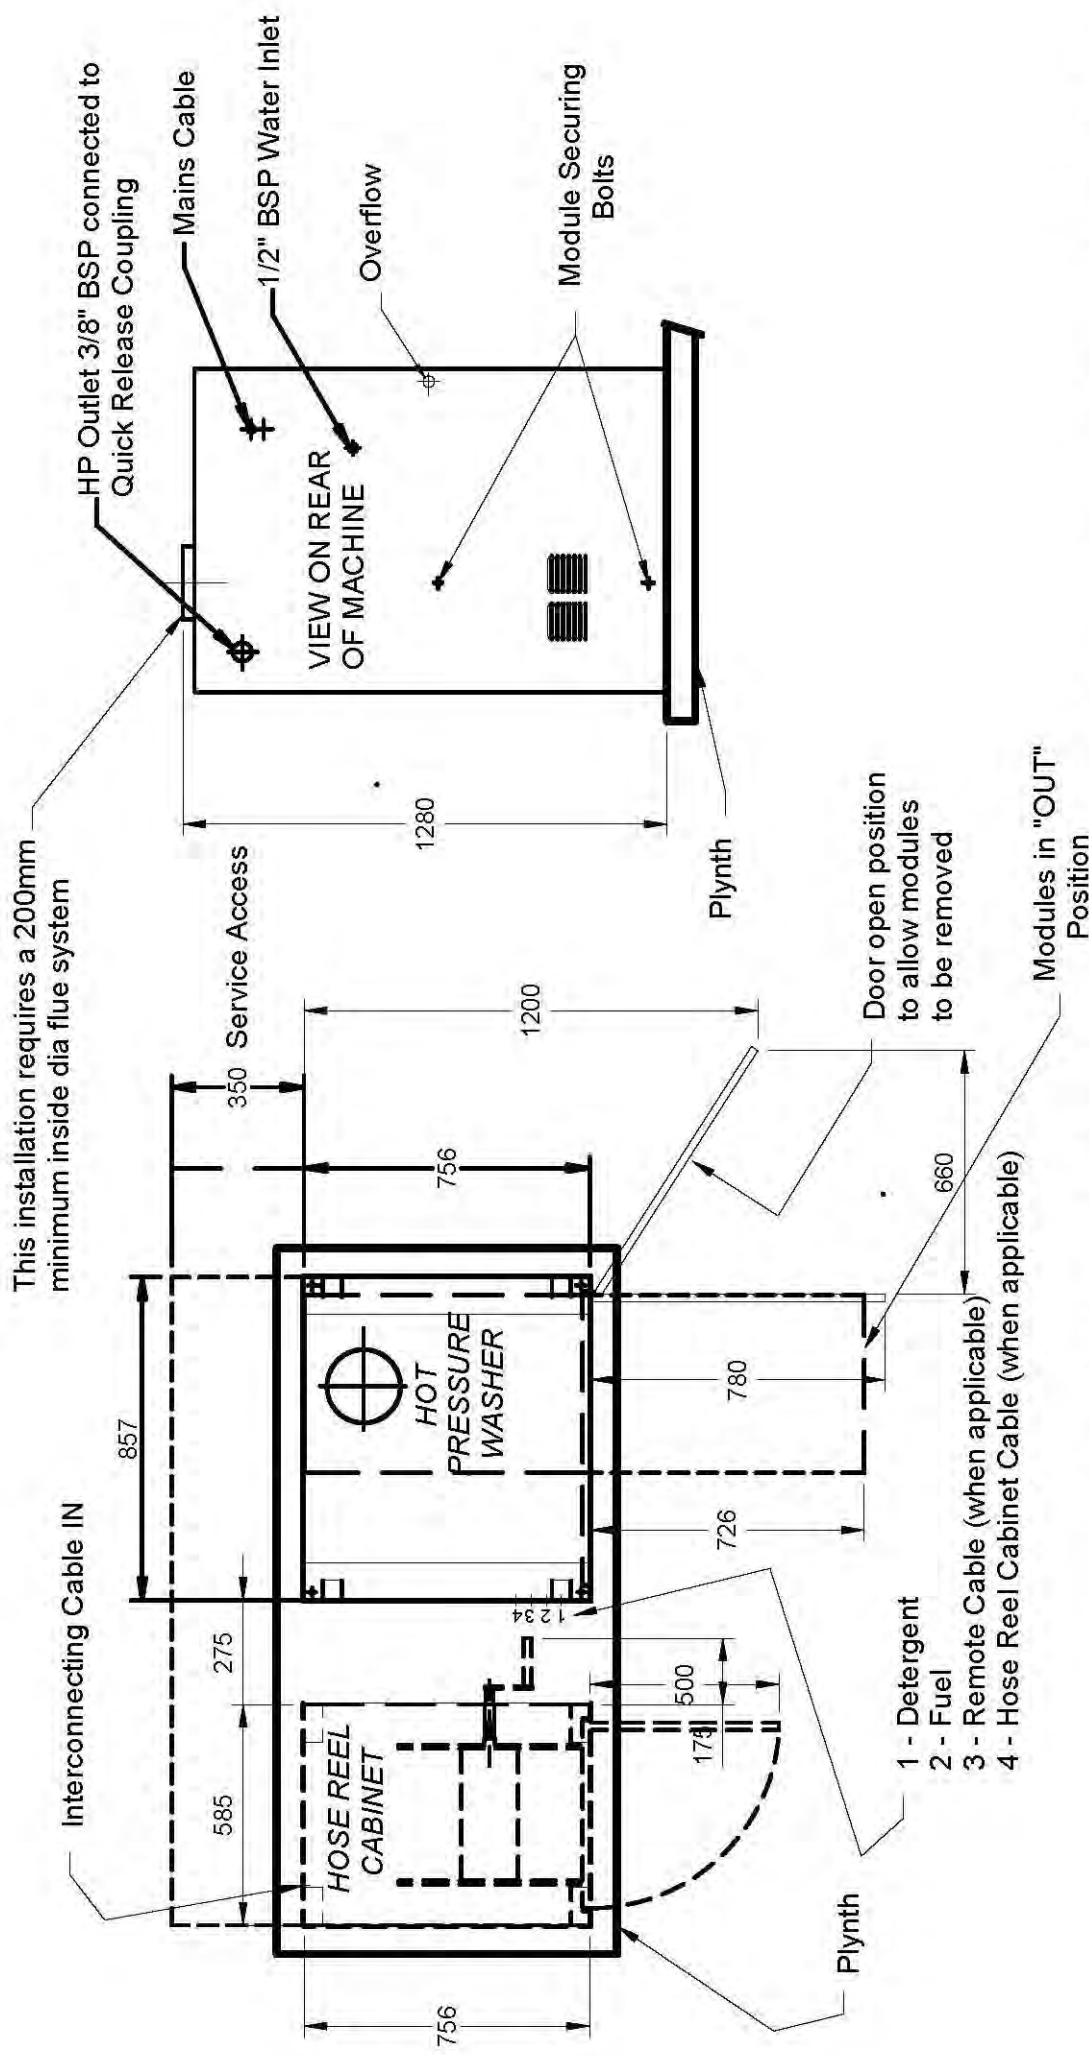 This installation requires a 200mm
minimum inside dia flue system
HP Outlet 3/8" BSP connected to
Quick Release Coupling
Mains Cable
1/2" BSP Water Inlet
Overflow
Module Securing
Bolts
VIEW ON REAR
OF MACHINE
1280
Plynth
Interconnecting Cable IN
857
350 Service Access
585
275
756
1200
HOSE REEL
CABINET
HOT
PRESSURE
WASHER
1 2 3 4
756
175
500
726
780
660
Door open position
to allow modules
to be removed
Modules in "OUT"
Position
Plynth
1 - Detergent
2 - Fuel
3 - Remote Cable (when applicable)
4 - Hose Reel Cabinet Cable (when applicable)